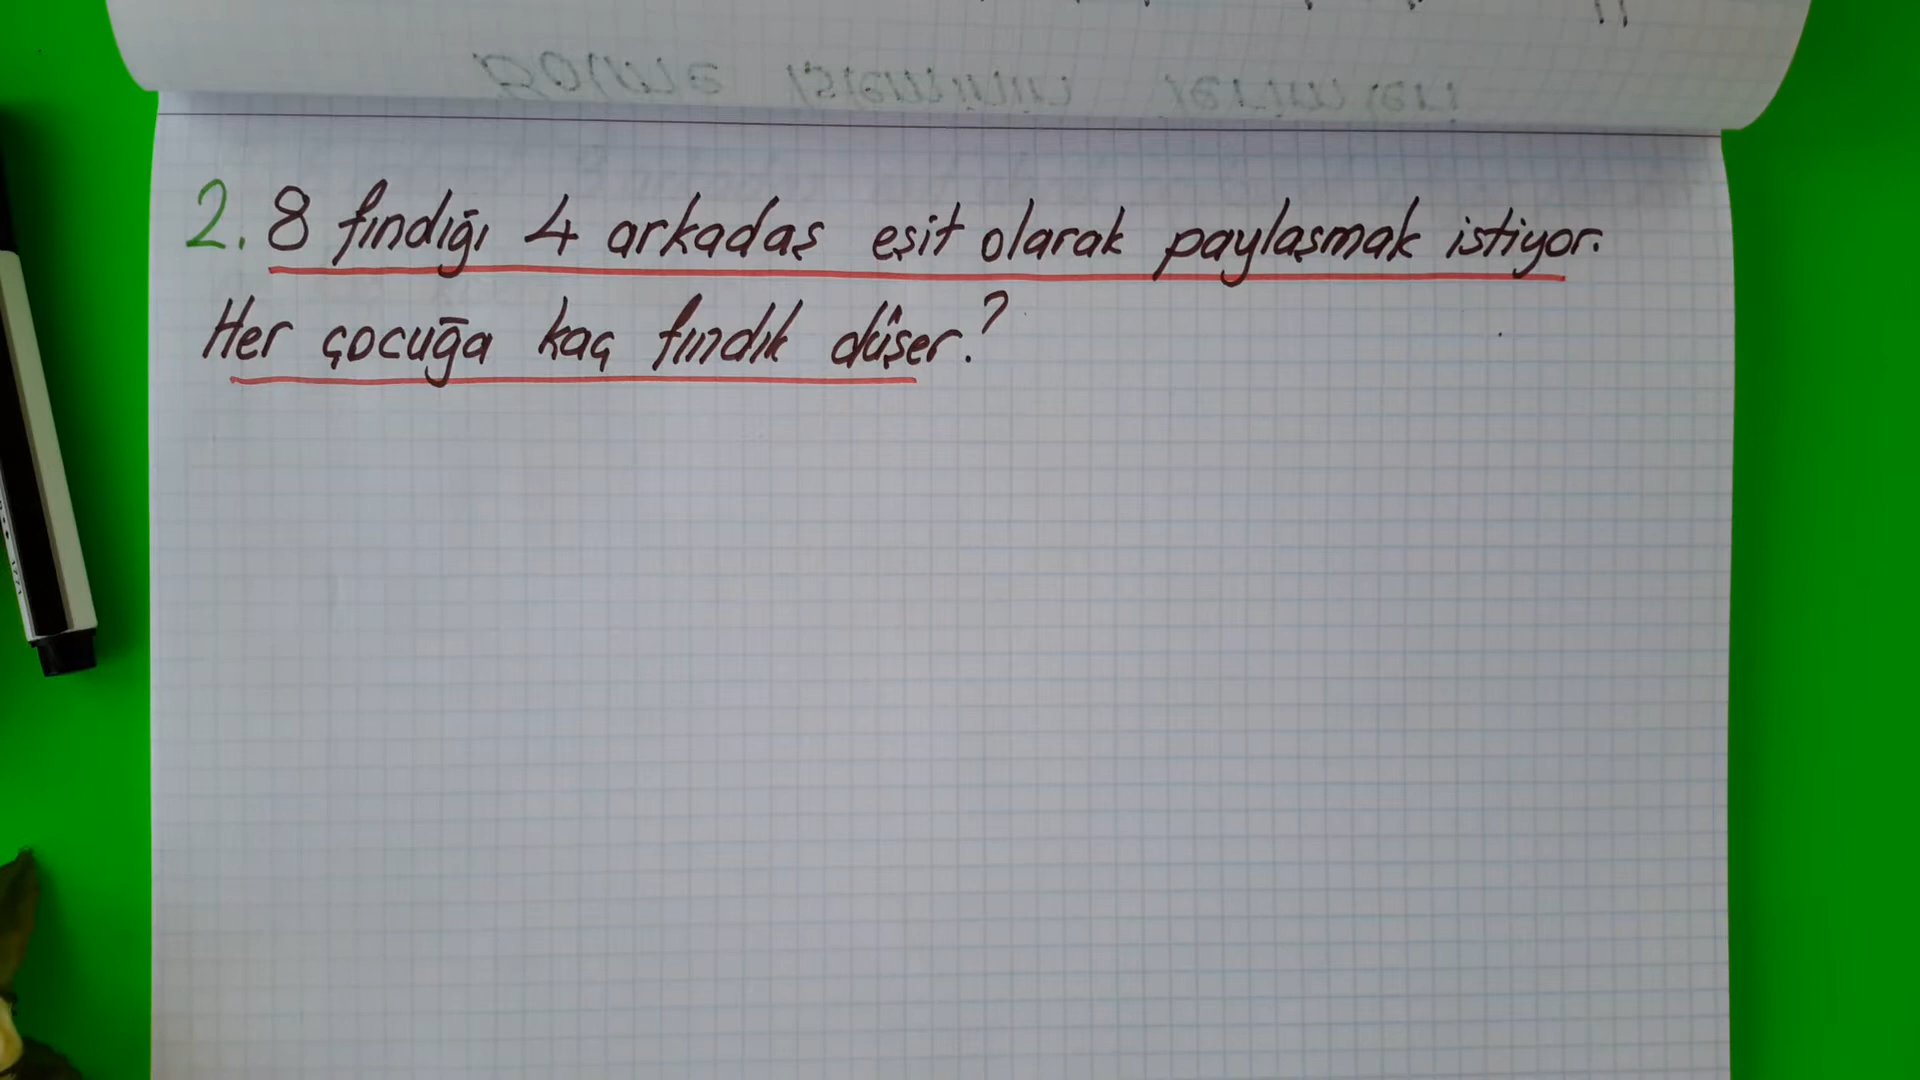 2. 8 fındığı 4 arkadaş eşit olarak paylaşmak istiyor.
Her çocuğa kaç fındık düşer?